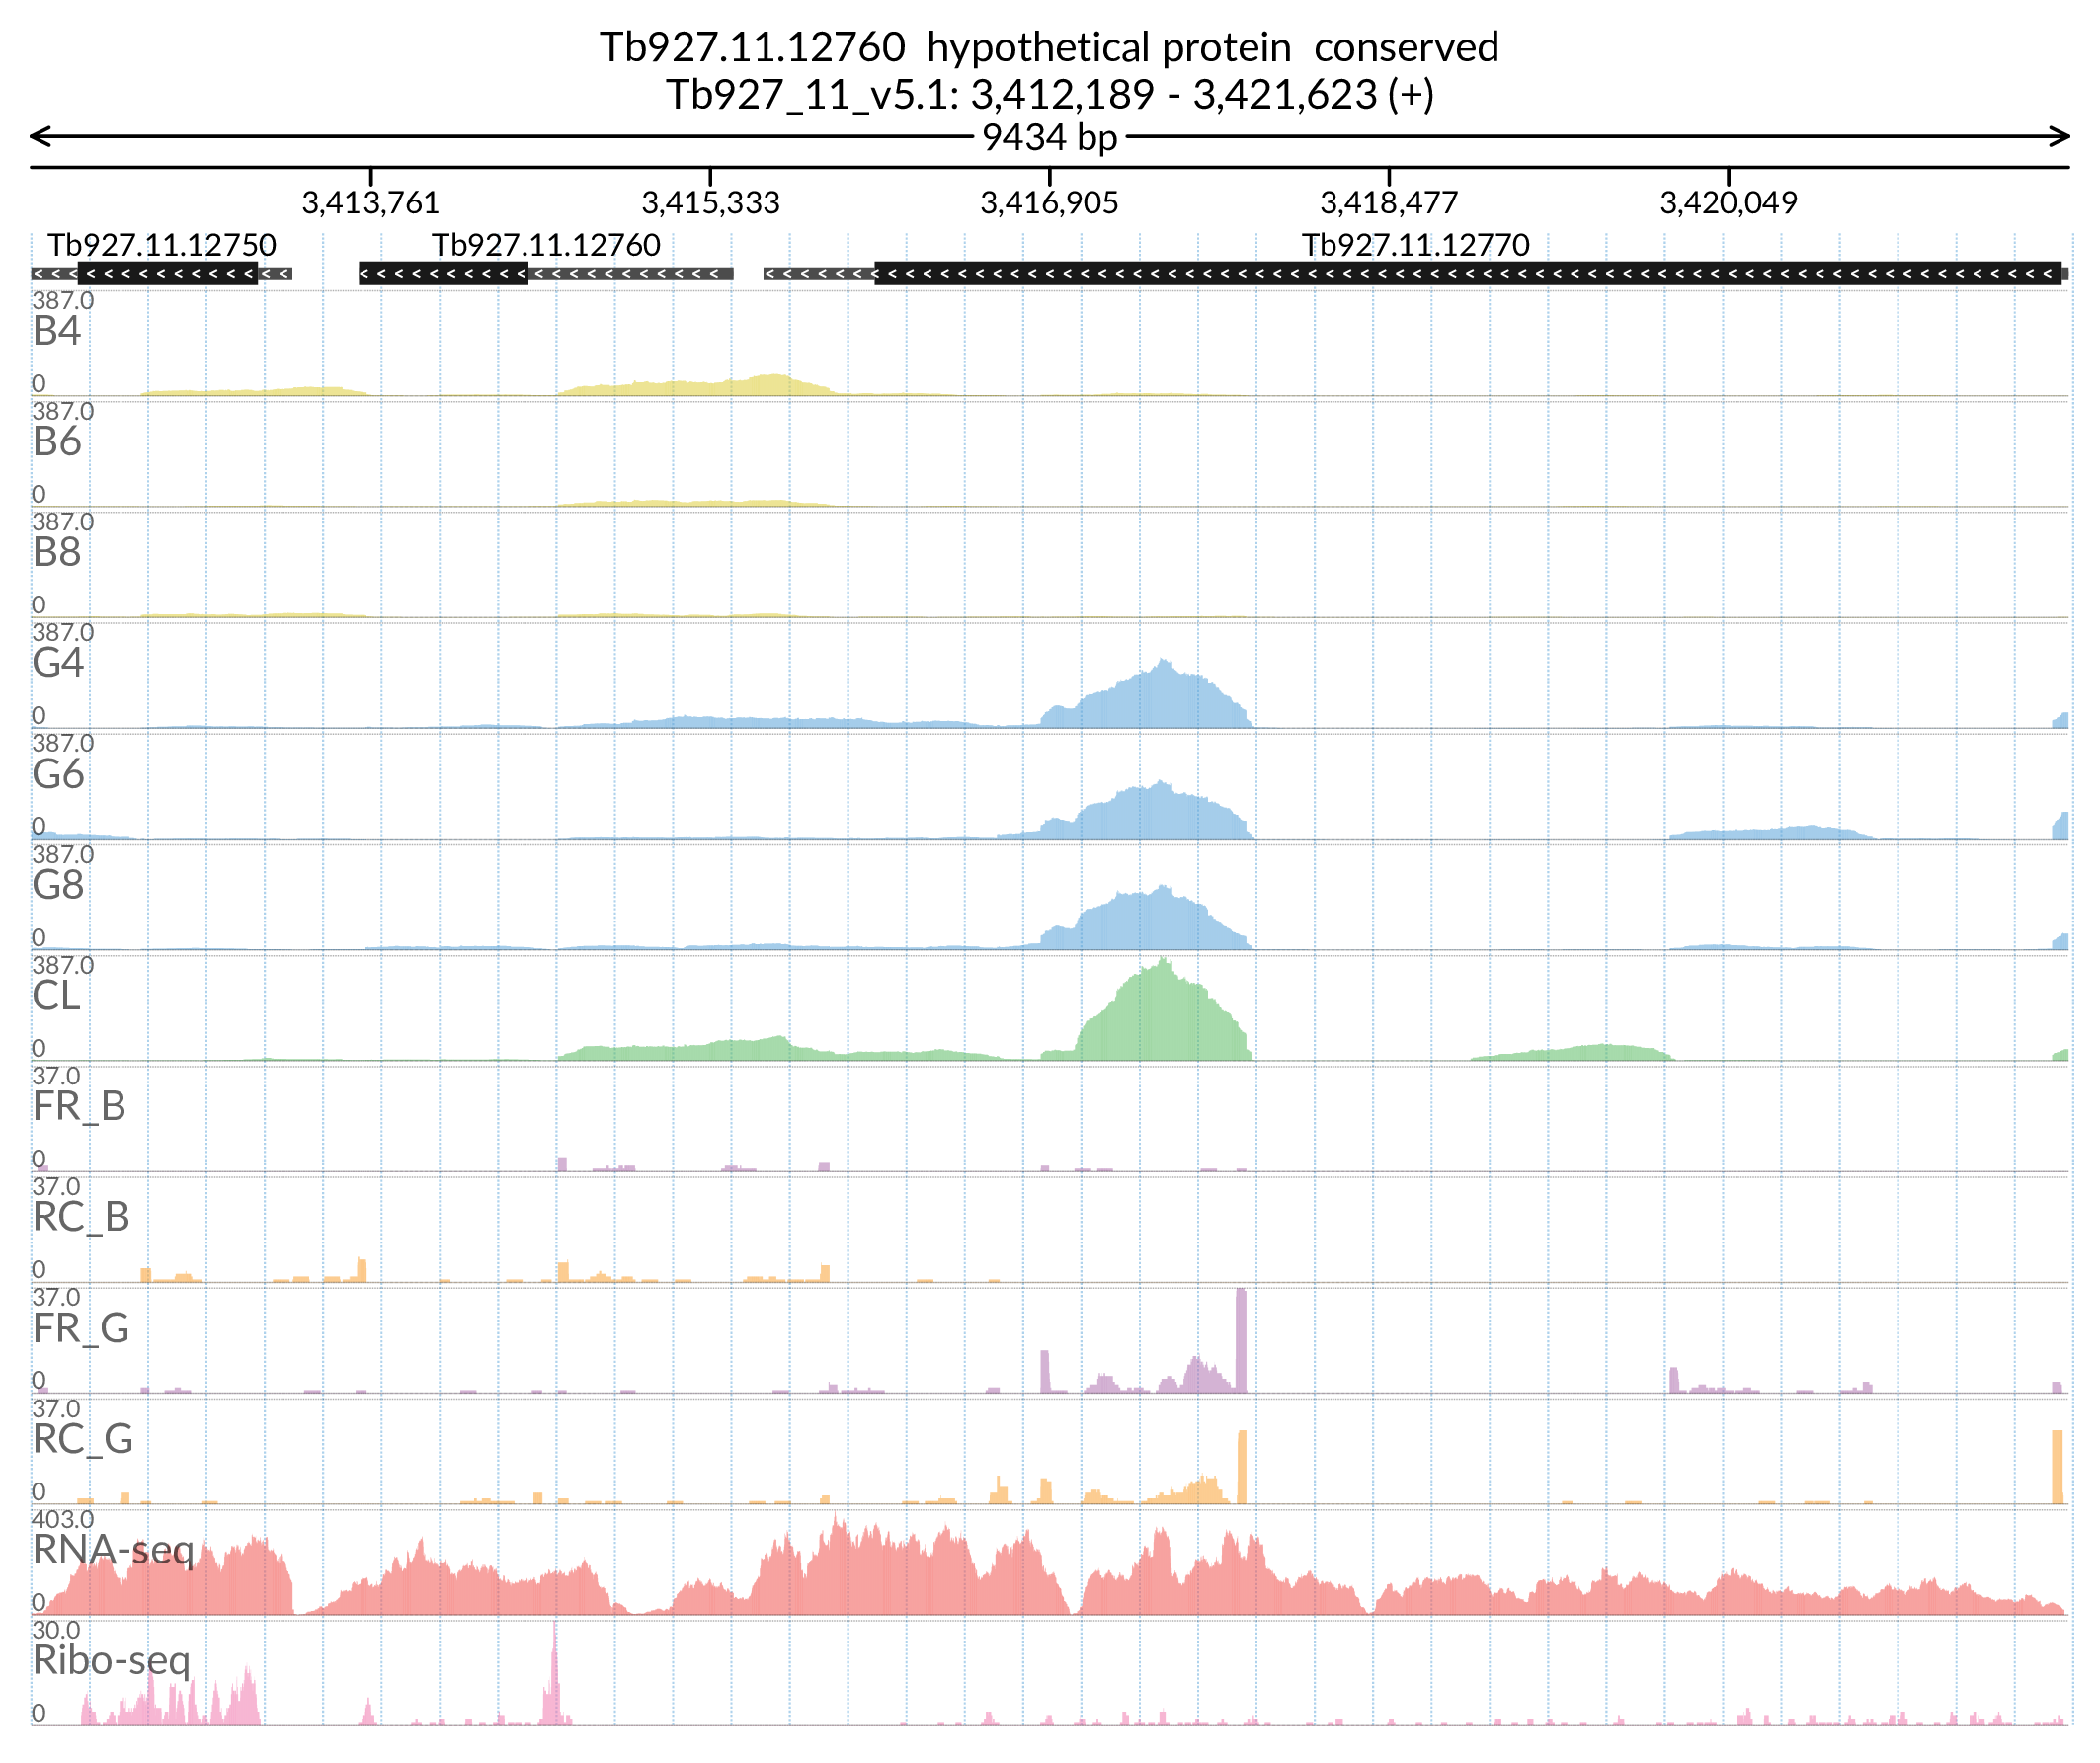 Tb927.11.12760 hypothetical protein conserved
Tb927_11_v5.1: 3,412,189 - 3,421,623 (+)
9434 bp
3,413,761 3,415,333 3,416,905 3,418,477 3,420,049
Tb927.11.12750 Tb927.11.12760 Tb927.11.12770
387.0
B4
0
387.0
B6
0
387.0
B8
0
387.0
G4
0
387.0
G6
0
387.0
G8
0
387.0
CL
0
37.0
FR_B
0
37.0
RC_B
0
37.0
FR_G
0
37.0
RC_G
0
403.0
RNA-seq
0
30.0
Ribo-seq
0